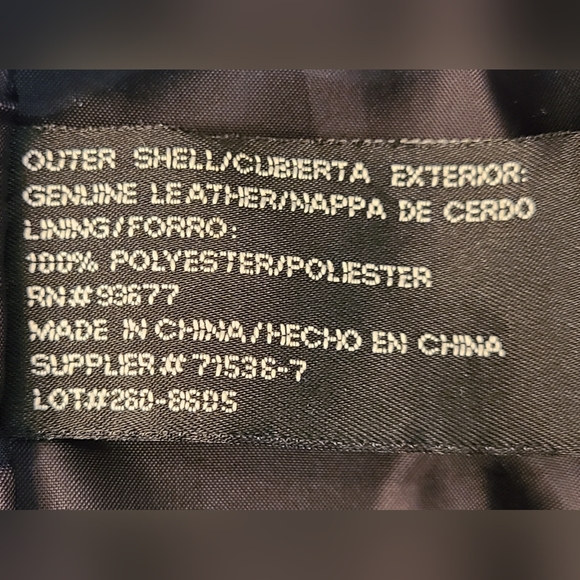 OUTER SHELL/CUBIERTA EXTERIOR:
GENUINE LEATHER/NAPPA DE CERDO
LINING/FORRO:
100% POLYESTER/POLIESTER
RN# 93677
MADE IN CHINA/HECHO EN CHINA
SUPPLIER# 71536-7
LOT#260-8605